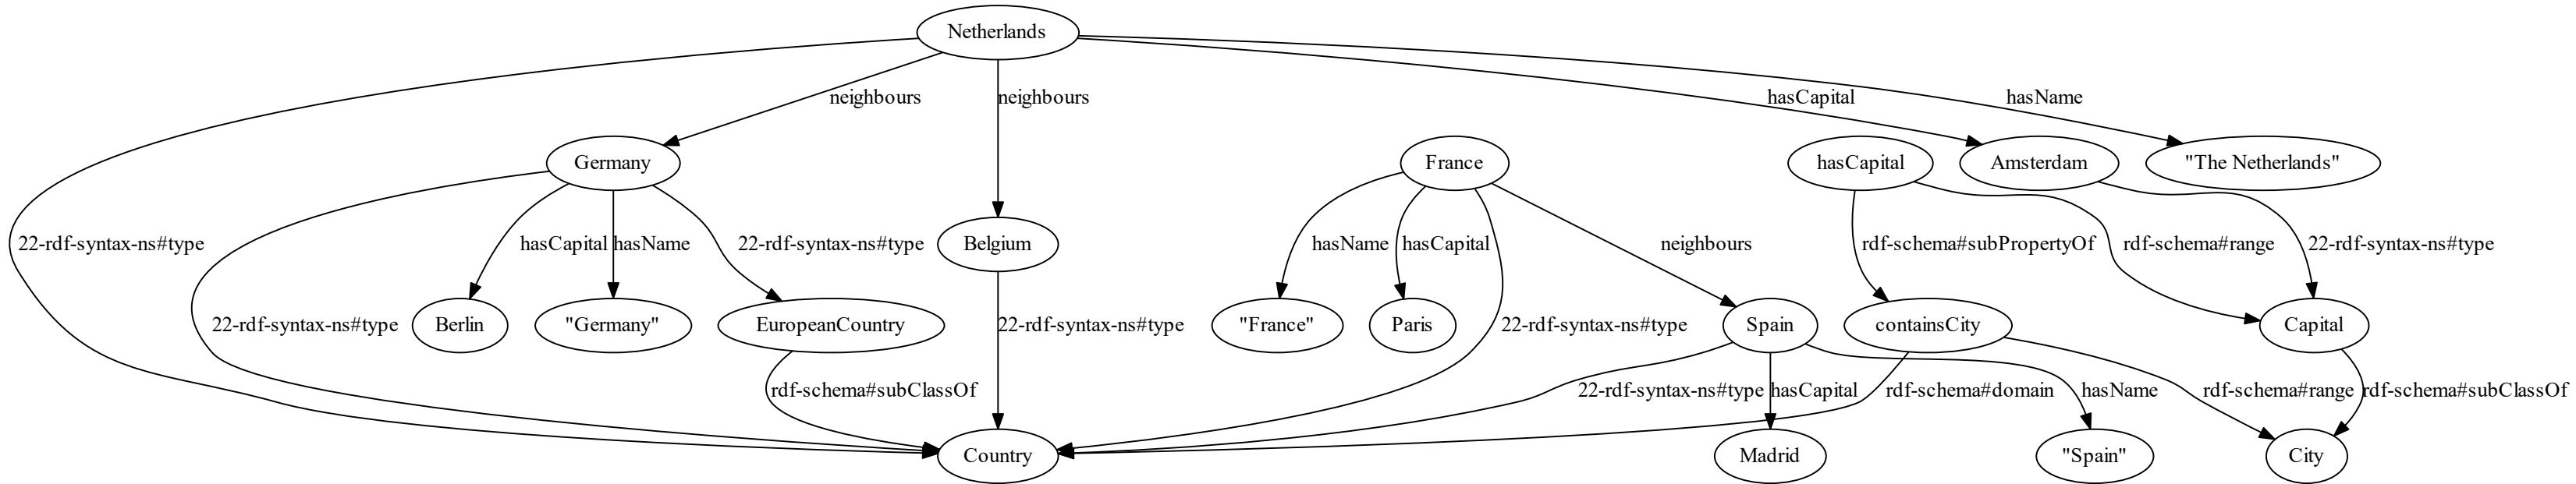 Netherlands
neighbours
neighbours
hasCapital
hasName
Germany
France
hasCapital
Amsterdam
"The Netherlands"
22-rdf-syntax-ns#type
hasCapital
hasName
22-rdf-syntax-ns#type
Belgium
hasName
hasCapital
neighbours
rdf-schema#subPropertyOf
rdf-schema#range
22-rdf-syntax-ns#type
22-rdf-syntax-ns#type
Berlin
"Germany"
EuropeanCountry
22-rdf-syntax-ns#type
"France"
Paris
22-rdf-syntax-ns#type
Spain
containsCity
Capital
rdf-schema#subClassOf
22-rdf-syntax-ns#type
hasCapital
rdf-schema#domain
hasName
rdf-schema#range
rdf-schema#subClassOf
Country
Madrid
"Spain"
City